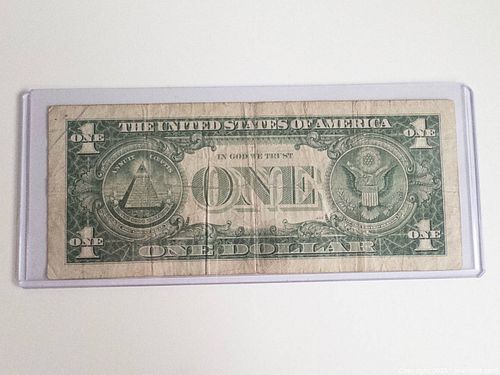 THE UNITED STATES OF AMERICA
1 ONE
ONE 1
ANNUIT CŒPTIS
IN GOD WE TRUST
ONE
ONE 1
1 ONE
ONE DOLLAR